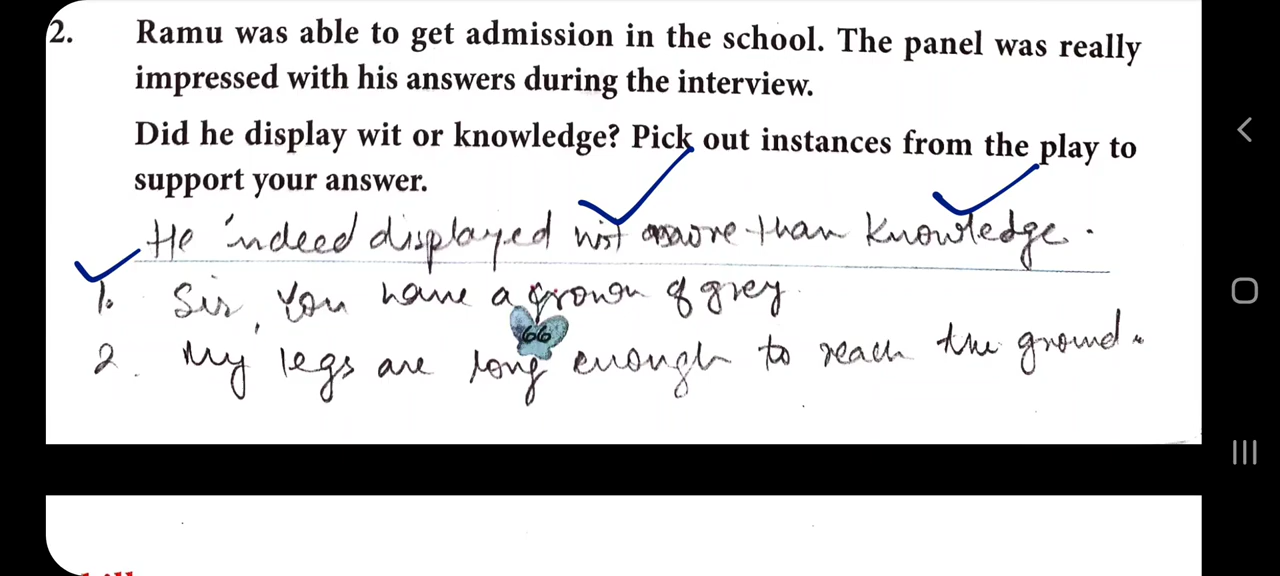 2. Ramu was able to get admission in the school. The panel was really
impressed with his answers during the interview.
Did he display wit or knowledge? Pick out instances from the play to
support your answer.
He indeed displayed wit more than knowledge.
1. Sir, You have a grown of grey.
66
2. My legs are long enough to reach the ground.